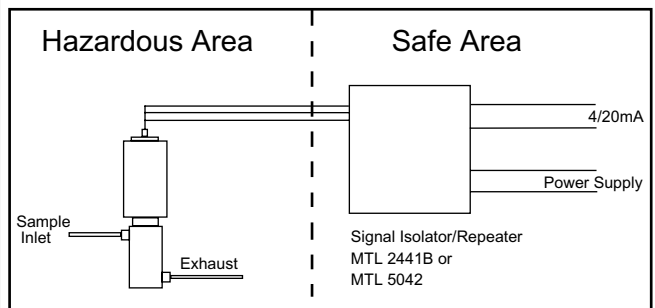 Hazardous Area
Safe Area
4/20mA
Power Supply
Sample
Inlet
Exhaust
Signal Isolator/Repeater
MTL 2441B or
MTL 5042